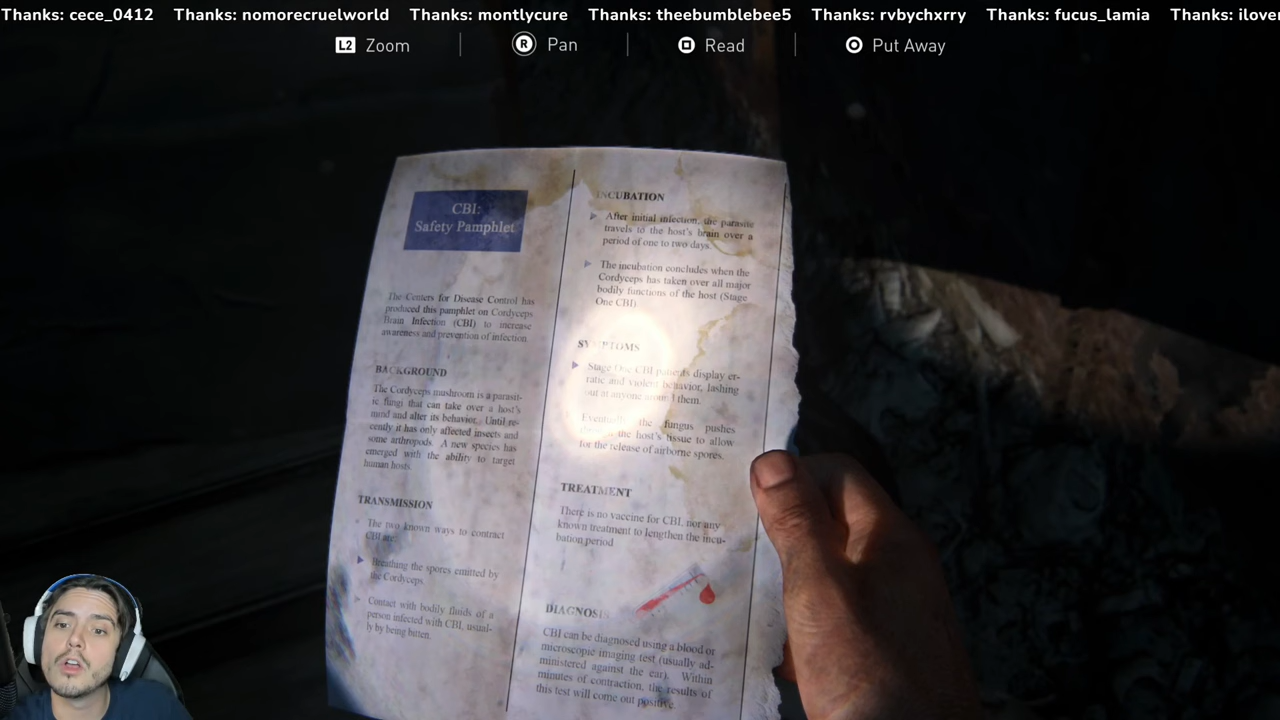 Thanks: cece_0412 Thanks: nomorecruelworld Thanks: montlycure Thanks: theebumblebee5 Thanks: rvbychxrry Thanks: fucus_lamia Thanks: ilover
L2 Zoom R Pan Read Put Away
CBI:
Safety Pamphlet
The Centers for Disease Control has
produced this pamphlet on Cordyceps
Brain Infection (CBI) to increase
awareness and prevention of infection.
BACKGROUND
The Cordyceps mushroom is a parasit-
ic fungi that can take over a host's
mind and alter its behavior. Until re-
cently it has only affected insects and
some arthropods. A new species has
emerged with the ability to target
human hosts.
TRANSMISSION
The two known ways to contract
CBI are:
Breathing the spores emitted by
the Cordyceps
Contact with bodily fluids of a
person infected with CBI, usual-
ly by being bitten.
INCUBATION
After initial infection, the parasite
travels to the host's brain over a
period of one to two days.
The incubation concludes when the
Cordyceps has taken over all major
bodily functions of the host (Stage
One CBI)
SYMPTOMS
Stage One CBI patients display er-
ratic and violent behavior, lashing
out at anyone around them.
Eventually the fungus pushes
through the host's tissue to allow
for the release of airborne spores.
TREATMENT
There is no vaccine for CBI, nor any
known treatment to lengthen the incu-
bation period
DIAGNOSIS
CBI can be diagnosed using a blood or
microscopic imaging test (usually ad-
ministered against the ear). Within
minutes of contraction, the results of
this test will come out positive.